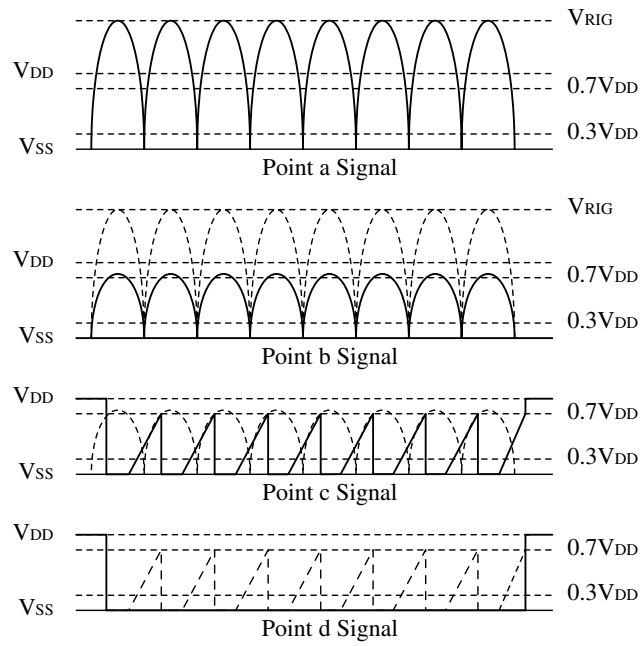 VRIG
VDD
0.7VDD
0.3VDD
VSS
Point a Signal
VRIG
VDD
0.7VDD
0.3VDD
VSS
Point b Signal
VDD
0.7VDD
0.3VDD
VSS
Point c Signal
VDD
0.7VDD
0.3VDD
VSS
Point d Signal